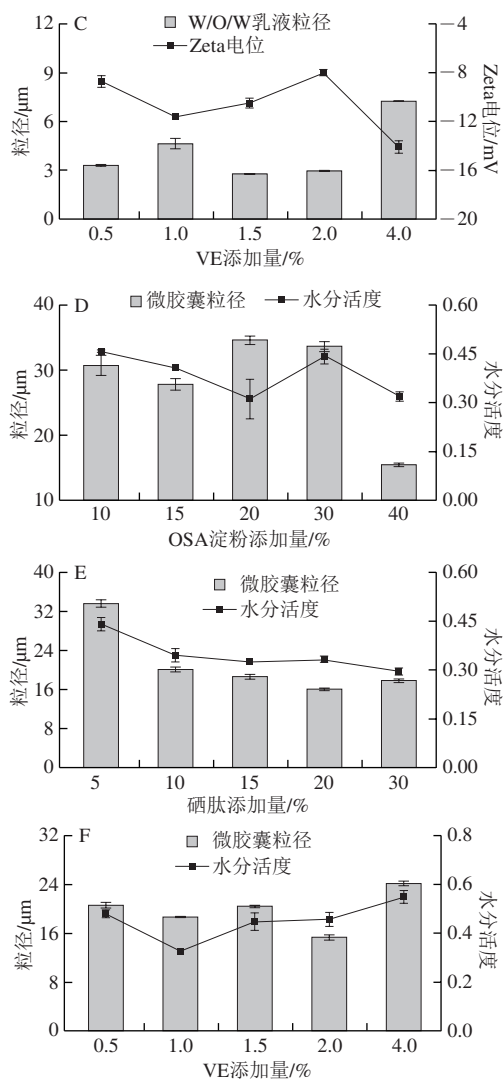 C
W/O/W乳液粒径
Zeta电位
12
9
6
3
0
粒径/μm
−4
−8
−12
−16
−20
Zeta电位/mV
0.5 1.0 1.5 2.0 4.0
VE添加量/%
D
微胶囊粒径 水分活度
40
30
20
10
粒径/μm
0.60
0.45
0.30
0.15
0.00
水分活度
10 15 20 30 40
OSA淀粉添加量/%
E
微胶囊粒径
水分活度
40
32
24
16
8
0
粒径/μm
0.60
0.45
0.30
0.15
0.00
水分活度
5 10 15 20 30
硒肽添加量/%
F
微胶囊粒径
水分活度
32
24
16
8
0
粒径/μm
0.8
0.6
0.4
0.2
0.0
水分活度
0.5 1.0 1.5 2.0 4.0
VE添加量/%